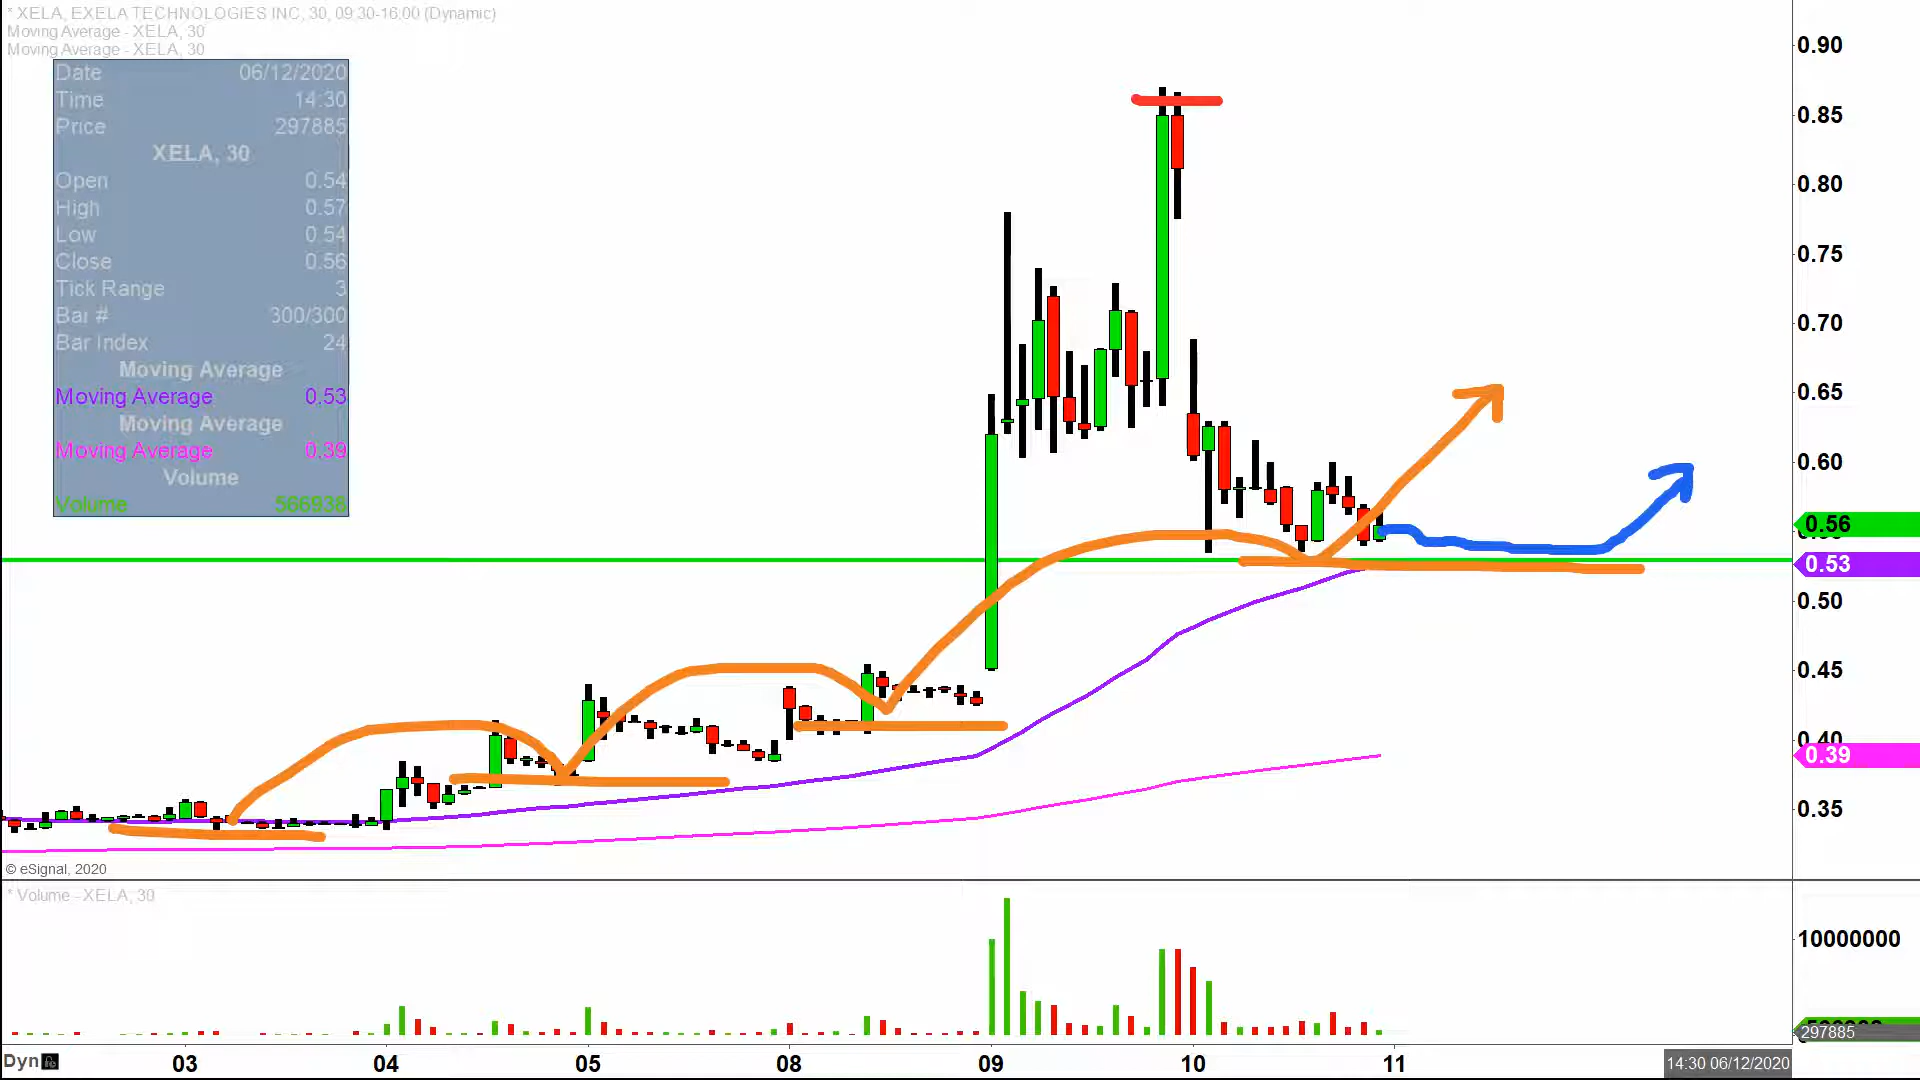 * XELA, EXELA TECHNOLOGIES INC, 30, 09:30-16:00 (Dynamic)
Moving Average - XELA, 30
Moving Average - XELA, 30
Date 06/12/2020
Time 14:30
Price 297885
XELA, 30
Open 0.54
High 0.57
Low 0.54
Close 0.56
Tick Range 3
Bar # 300/300
Bar Index 24
Moving Average
Moving Average 0.53
Moving Average
Moving Average 0.39
Volume
Volume 566938
0.90
0.85
0.80
0.75
0.70
0.65
0.60
0.56
0.53
0.50
0.45
0.40
0.39
0.35
© eSignal, 2020
* Volume - XELA, 30
10000000
297885
Dyn
03 04 05 08 09 10 11
14:30 06/12/2020